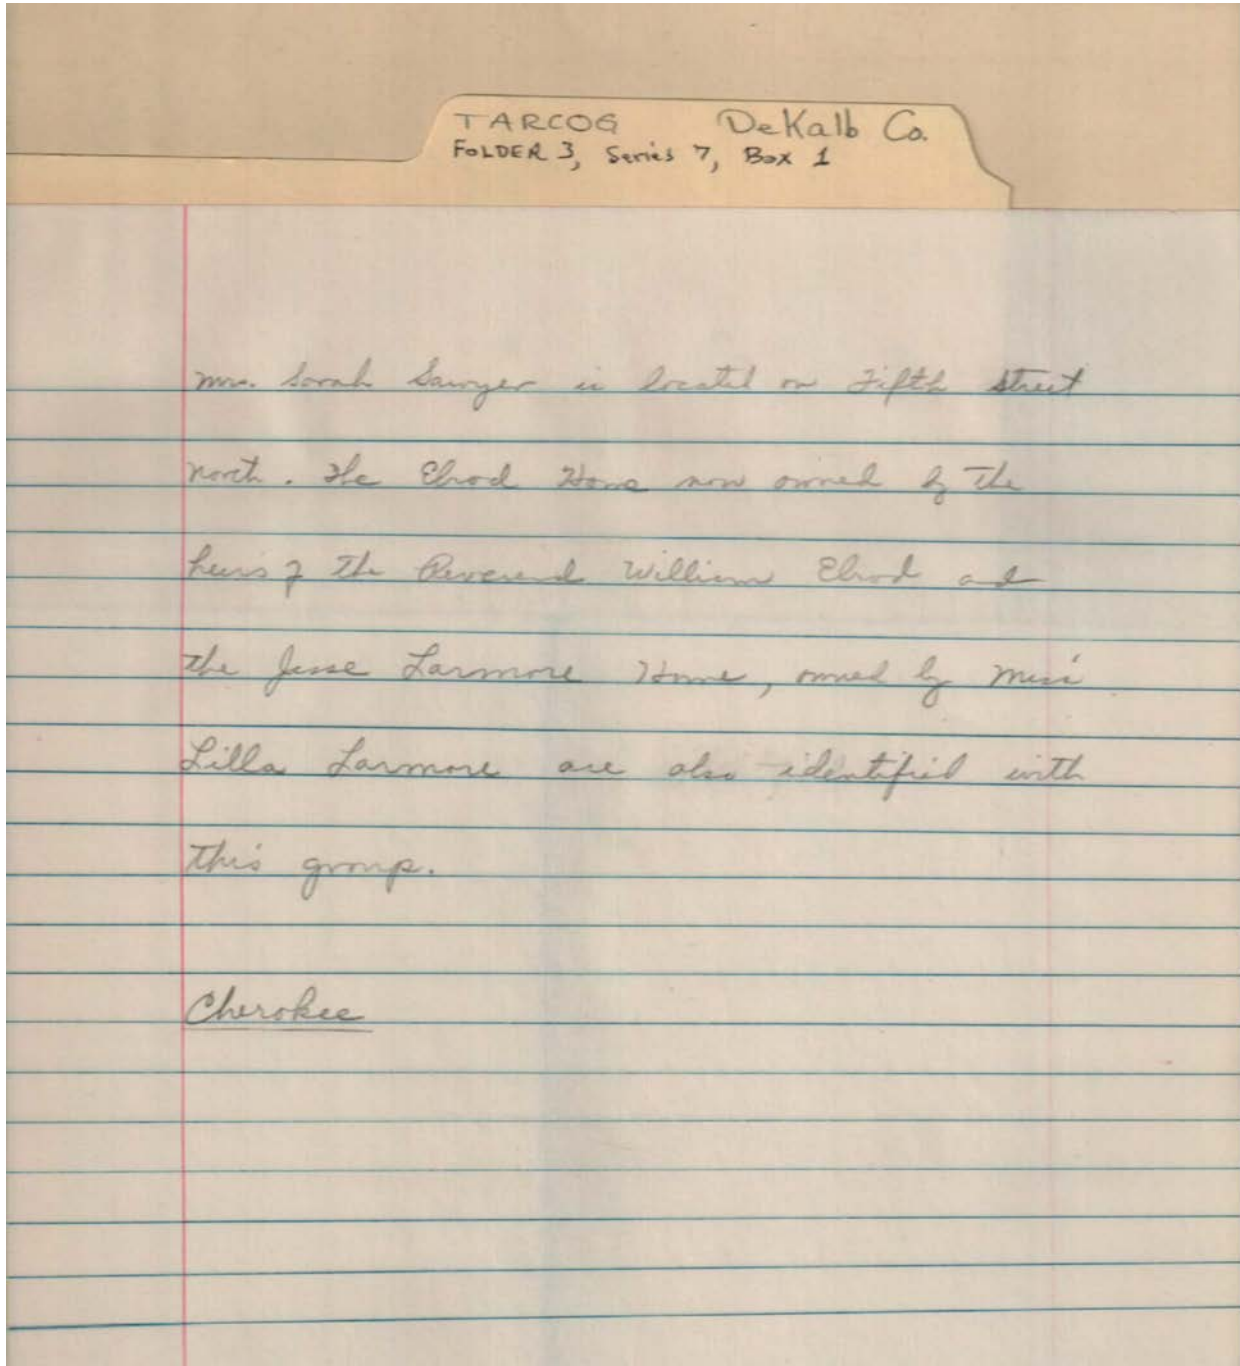 TARCOG DeKalb Co.
FOLDER 3, Series 7, Box 1
Mrs. Sarah Sawyer is located on Fifth Street
north. The Elrod Home now owned by the
heirs of the Reverend William Elrod and
the Jesse Larmore Home, owned by Miss
Lilla Larmore are also identified with
this group.
Cherokee